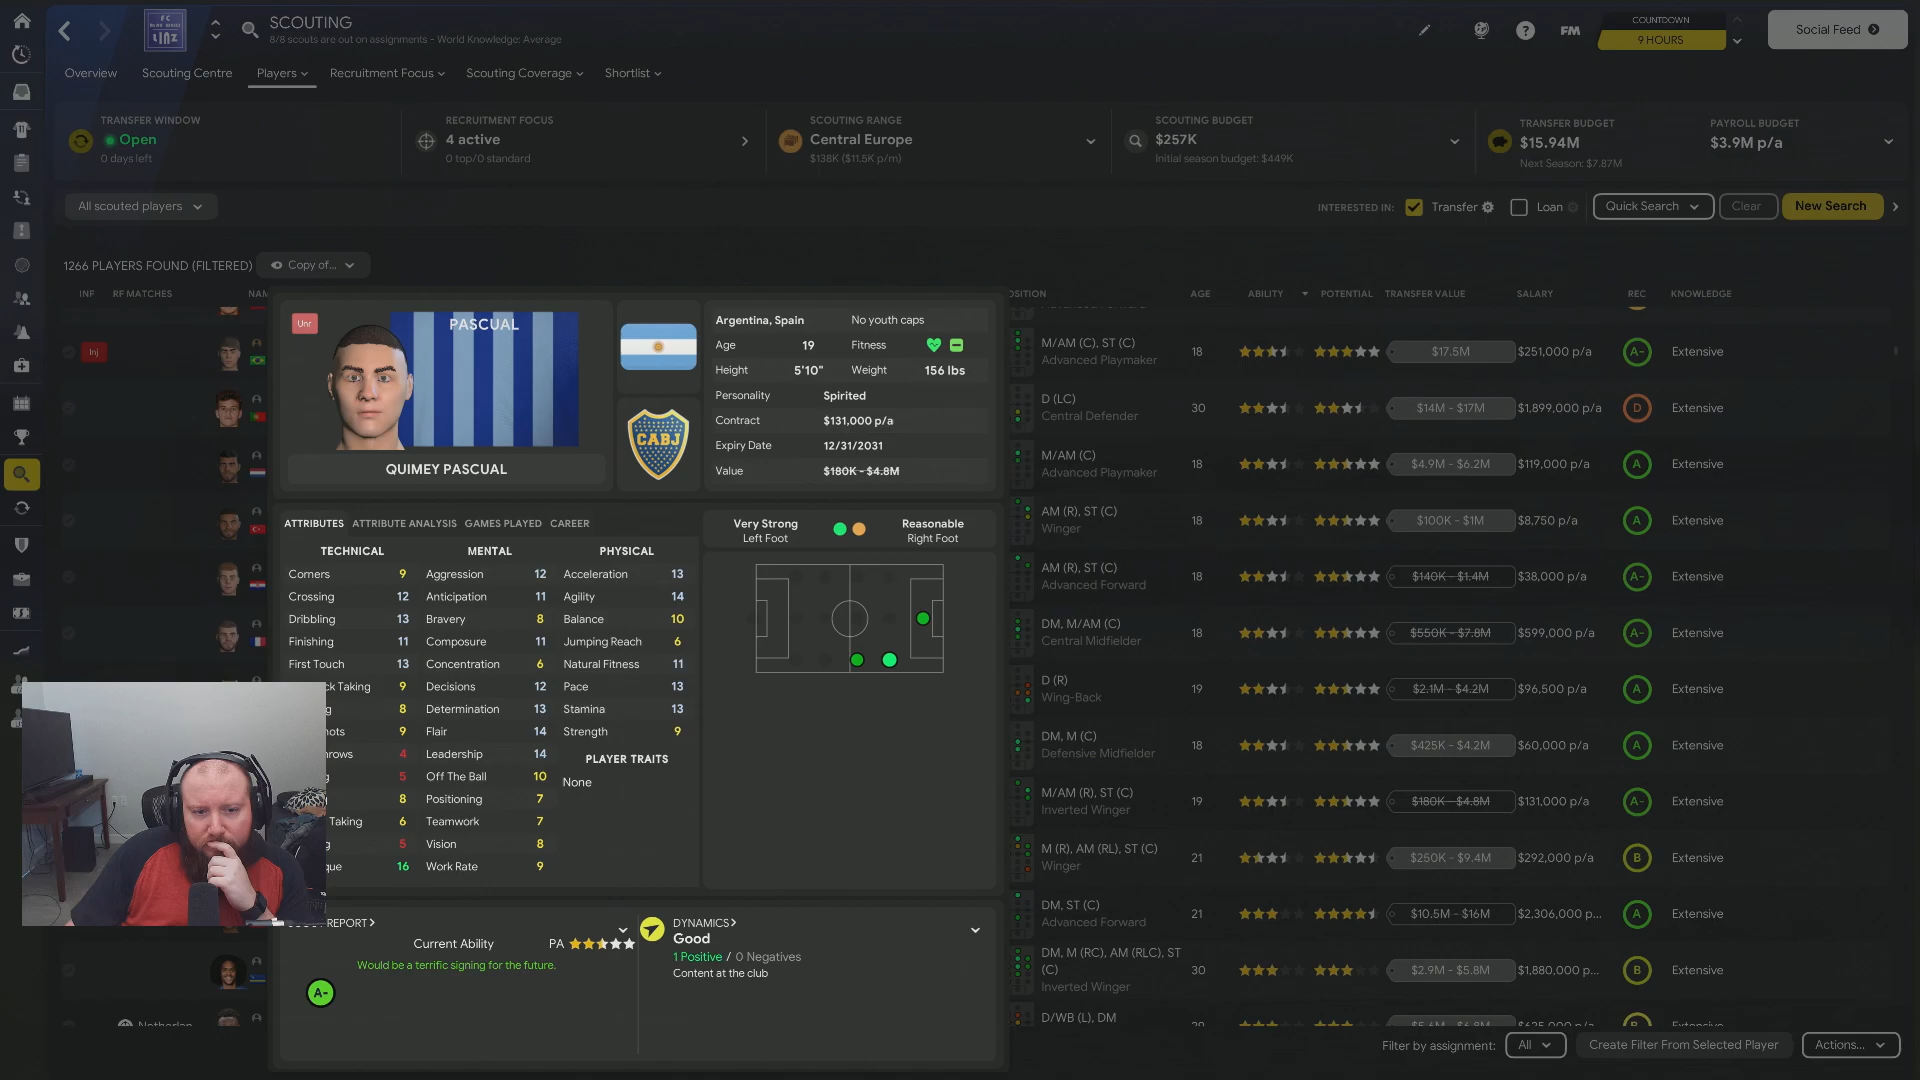 FC
BLAU WEISS
LINZ
SCOUTING
8/8 scouts are out on assignments - World Knowledge: Average
FM
COUNTDOWN
9 HOURS
Social Feed
Overview
Scouting Centre
Players
Recruitment Focus
Scouting Coverage
Shortlist
TRANSFER WINDOW
Open
0 days left
RECRUITMENT FOCUS
4 active
0 top/0 standard
SCOUTING RANGE
Central Europe
$138K ($11.5K p/m)
SCOUTING BUDGET
$257K
Initial season budget: $449K
TRANSFER BUDGET
$15.94M
Next Season: $7.87M
PAYROLL BUDGET
$3.9M p/a
All scouted players
INTERESTED IN:
Transfer
Loan
Quick Search
Clear
New Search
1266 PLAYERS FOUND (FILTERED)
Copy of...
INF RF MATCHES NAM
OSITION AGE ABILITY POTENTIAL TRANSFER VALUE SALARY REC KNOWLEDGE
Inj
Unr
PASCUAL
QUIMEY PASCUAL
CABJ
Argentina, Spain No youth caps
Age 19 Fitness
Height 5'10" Weight 156 lbs
Personality Spirited
Contract $131,000 p/a
Expiry Date 12/31/2031
Value $180K - $4.8M
ATTRIBUTES ATTRIBUTE ANALYSIS GAMES PLAYED CAREER
TECHNICAL MENTAL PHYSICAL
Corners 9 Aggression 12 Acceleration 13
Crossing 12 Anticipation 11 Agility 14
Dribbling 13 Bravery 8 Balance 10
Finishing 11 Composure 11 Jumping Reach 6
First Touch 13 Concentration 6 Natural Fitness 11
ck Taking 9 Decisions 12 Pace 13
g 8 Determination 13 Stamina 13
ots 9 Flair 14 Strength 9
rows 4 Leadership 14
g 5 Off The Ball 10
8 Positioning 7
Taking 6 Teamwork 7
g 5 Vision 8
que 16 Work Rate 9
PLAYER TRAITS
None
Very Strong
Left Foot
Reasonable
Right Foot
REPORT
Current Ability PA
Would be a terrific signing for the future.
A-
DYNAMICS
Good
1 Positive / 0 Negatives
Content at the club
M/AM (C), ST (C)
Advanced Playmaker
18 $17.5M $251,000 p/a A- Extensive
D (LC)
Central Defender
30 $14M - $17M $1,899,000 p/a D Extensive
M/AM (C)
Advanced Playmaker
18 $4.9M - $6.2M $119,000 p/a A Extensive
AM (R), ST (C)
Winger
18 $100K - $1M $8,750 p/a A Extensive
AM (R), ST (C)
Advanced Forward
18 $140K - $1.4M $38,000 p/a A- Extensive
DM, M/AM (C)
Central Midfielder
18 $550K - $7.8M $599,000 p/a A- Extensive
D (R)
Wing-Back
19 $2.1M - $4.2M $96,500 p/a A Extensive
DM, M (C)
Defensive Midfielder
18 $425K - $4.2M $60,000 p/a A Extensive
M/AM (R), ST (C)
Inverted Winger
19 $180K - $4.8M $131,000 p/a A- Extensive
M (R), AM (RL), ST (C)
Winger
21 $250K - $9.4M $292,000 p/a B Extensive
DM, ST (C)
Advanced Forward
21 $10.5M - $16M $2,306,000 p... A Extensive
DM, M (RC), AM (RLC), ST
(C)
Inverted Winger
30 $2.9M - $5.8M $1,880,000 p... B Extensive
D/WB (L), DM
Filter by assignment: All
Create Filter From Selected Player
Actions...